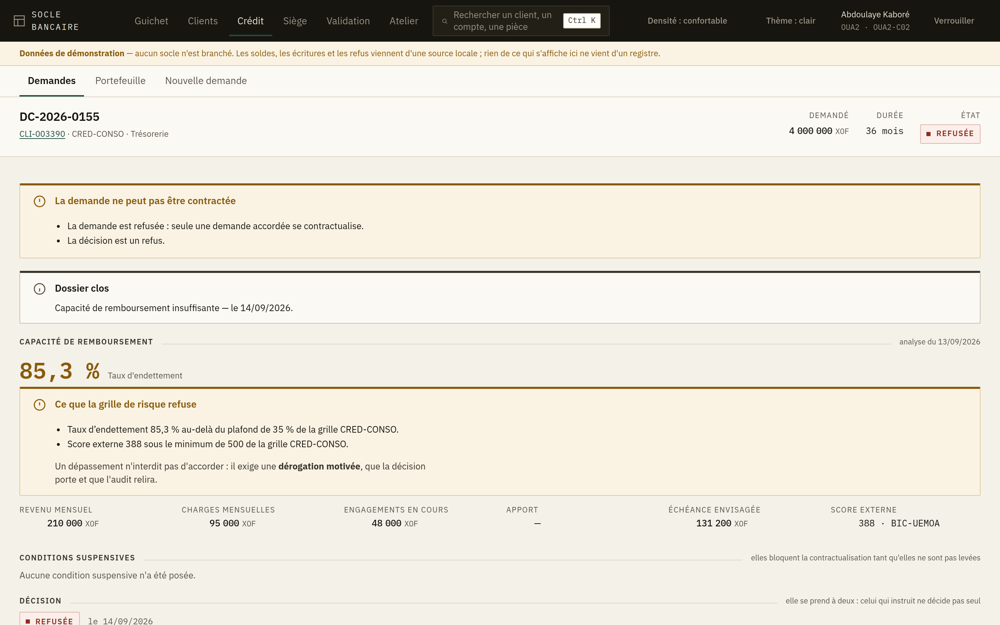 SOCLE
BANCAIRE
Guichet
Clients
Crédit
Siège
Validation
Atelier
Rechercher un client, un
compte, une pièce
Ctrl K
Densité : confortable
Thème : clair
Abdoulaye Kaboré
OUA2 · OUA2-C02
Verrouiller
Données de démonstration — aucun socle n'est branché. Les soldes, les écritures et les refus viennent d'une source locale ; rien de ce qui s'affiche ici ne vient d'un registre.
Demandes
Portefeuille
Nouvelle demande
DC-2026-0155
CLI-003390 · CRED-CONSO · Trésorerie
DEMANDÉ
4 000 000 XOF
DURÉE
36 mois
ÉTAT
REFUSÉE
La demande ne peut pas être contractée
• La demande est refusée : seule une demande accordée se contractualise.
• La décision est un refus.
Dossier clos
Capacité de remboursement insuffisante — le 14/09/2026.
CAPACITÉ DE REMBOURSEMENT
analyse du 13/09/2026
85,3 % Taux d'endettement
Ce que la grille de risque refuse
• Taux d’endettement 85,3 % au-delà du plafond de 35 % de la grille CRED-CONSO.
• Score externe 388 sous le minimum de 500 de la grille CRED-CONSO.
Un dépassement n'interdit pas d'accorder : il exige une dérogation motivée, que la décision
porte et que l'audit relira.
REVENU MENSUEL
210 000 XOF
CHARGES MENSUELLES
95 000 XOF
ENGAGEMENTS EN COURS
48 000 XOF
APPORT
—
ÉCHÉANCE ENVISAGÉE
131 200 XOF
SCORE EXTERNE
388 · BIC-UEMOA
CONDITIONS SUSPENSIVES
elles bloquent la contractualisation tant qu'elles ne sont pas levées
Aucune condition suspensive n'a été posée.
DÉCISION
elle se prend à deux : celui qui instruit ne décide pas seul
REFUSÉE
le 14/09/2026